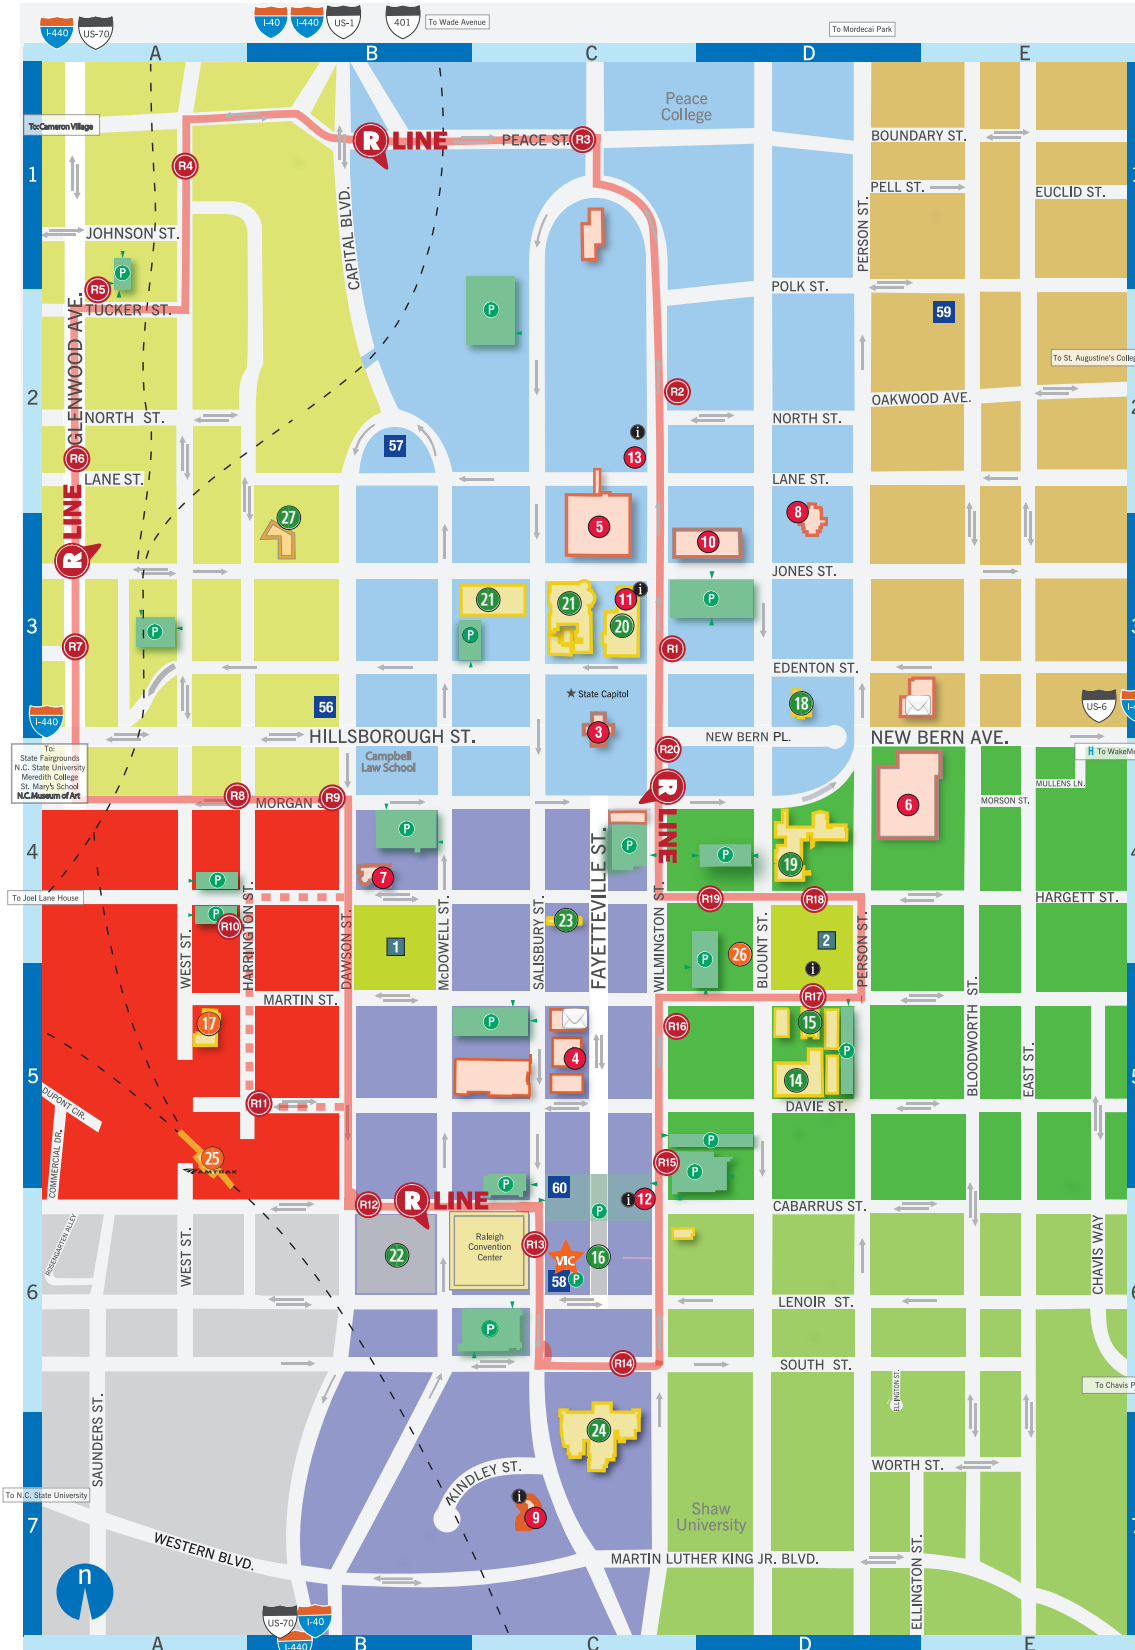 I-440
US-70
I-40
I-440
US-1
401
To Wade Avenue
To Mordecai Park
A
B
C
D
E
To:Cameron Village
Peace
College
R LINE
PEACE ST.
R3
BOUNDARY ST.
R4
1
PELL ST.
EUCLID ST.
CAPITAL BLVD.
PERSON ST.
JOHNSON ST.
P
R5
TUCKER ST.
POLK ST.
P
59
GLENWOOD AVE.
To St. Augustine's Colleg
2
R2
OAKWOOD AVE.
NORTH ST.
NORTH ST.
i
57
13
R6
LANE ST.
LANE ST.
R LINE
27
5
8
10
JONES ST.
21
21
11
i
20
P
3
P
P
R7
R1
EDENTON ST.
18
State Capitol
56
I-440
US-6
3
HILLSBOROUGH ST.
NEW BERN PL.
NEW BERN AVE.
R20
To:
State Fairgrounds
N.C. State University
Meredith College
St. Mary's School
N.C.Museum of Art
Campbell
Law School
H To WakeMe
MULLENS LN.
R8
MORGAN S
R9
R LINE
MORSON ST.
6
P
P
P
19
4
7
P
To Joel Lane House
HARGETT ST.
R19
R18
P
R10
23
WEST ST.
HARRINGTON ST.
DAWSON ST.
1
McDOWELL ST.
SALISBURY ST.
FAYETTEVILLE ST.
WILMINGTON ST.
P
26
BLOUNT ST.
2
i
PERSON ST.
MARTIN ST.
R17
17
P
R16
15
P
4
14
5
BLOODWORTH ST.
EAST ST.
DUPONT CIR.
R11
DAVIE ST.
CHAVIS WAY
COMMERCIAL DR.
25
AMTRAK
P
R15
P
P
60
i
12
R12
R LINE
P
CABARRUS ST.
ROSENGARTEN ALLEY
WEST ST.
22
Raleigh
Convention
Center
R13
VIC
16
58
P
6
LENOIR ST.
P
R14
SOUTH ST.
ELLINGTON ST.
To Chavis P
SAUNDERS ST.
24
KINDLEY ST.
WORTH ST.
To N.C. State University
i
9
Shaw
University
7
WESTERN BLVD.
MARTIN LUTHER KING JR. BLVD.
ELLINGTON ST.
n
US-70
I-40
I-440
A
B
C
D
E